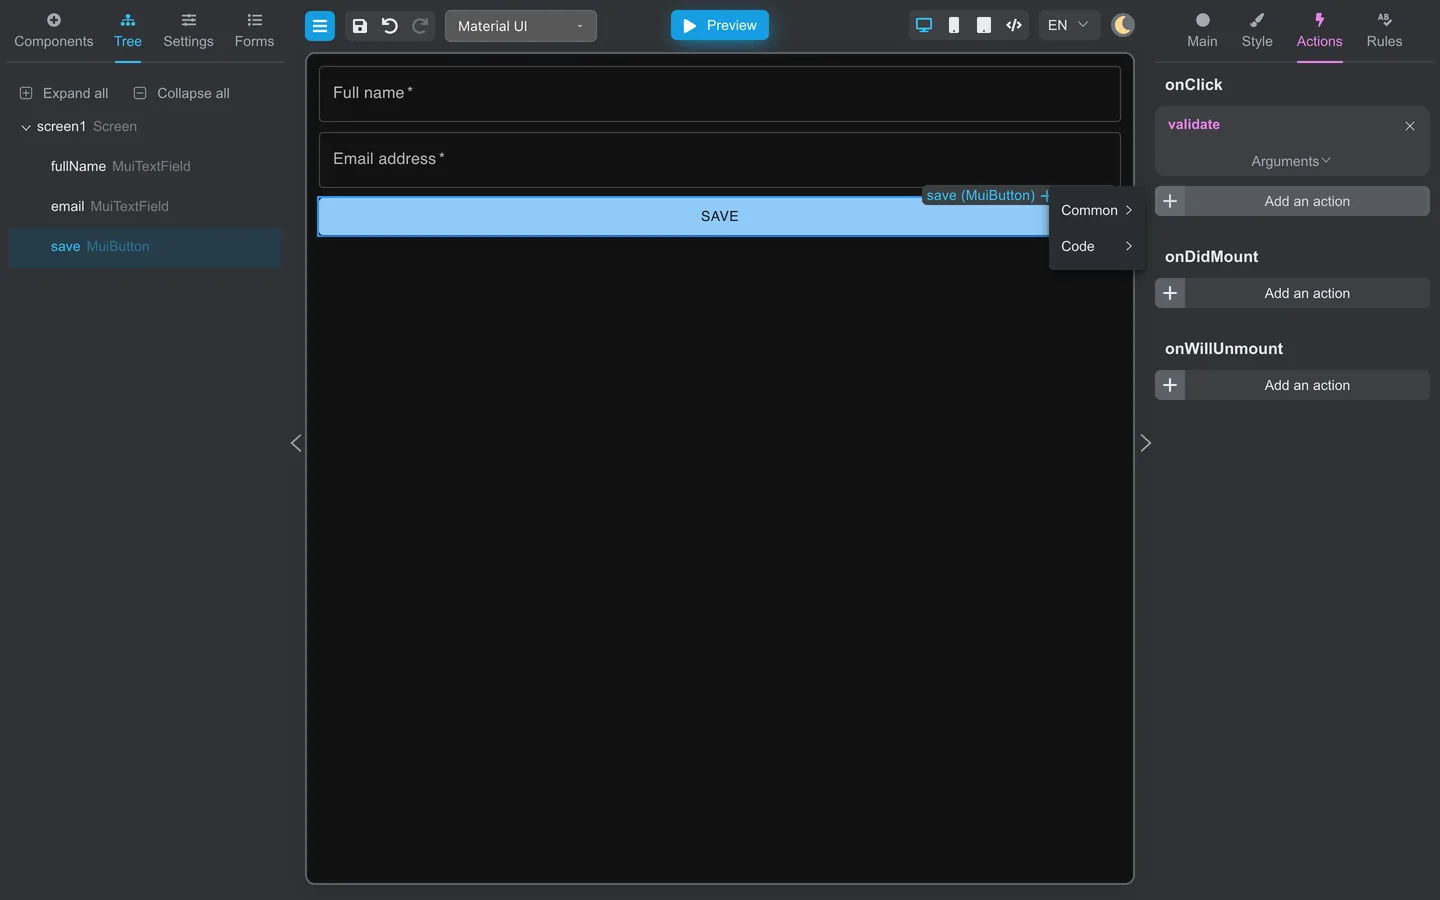 Components
Tree
Settings
Forms
Material UI
Preview
EN
Main
Style
Actions
AB
Rules
Expand all
Collapse all
screen1 Screen
fullName MuiTextField
email MuiTextField
save MuiButton
Full name *
Email address *
save (MuiButton)
SAVE
Common
Code
onClick
validate
Arguments
Add an action
onDidMount
Add an action
onWillUnmount
Add an action